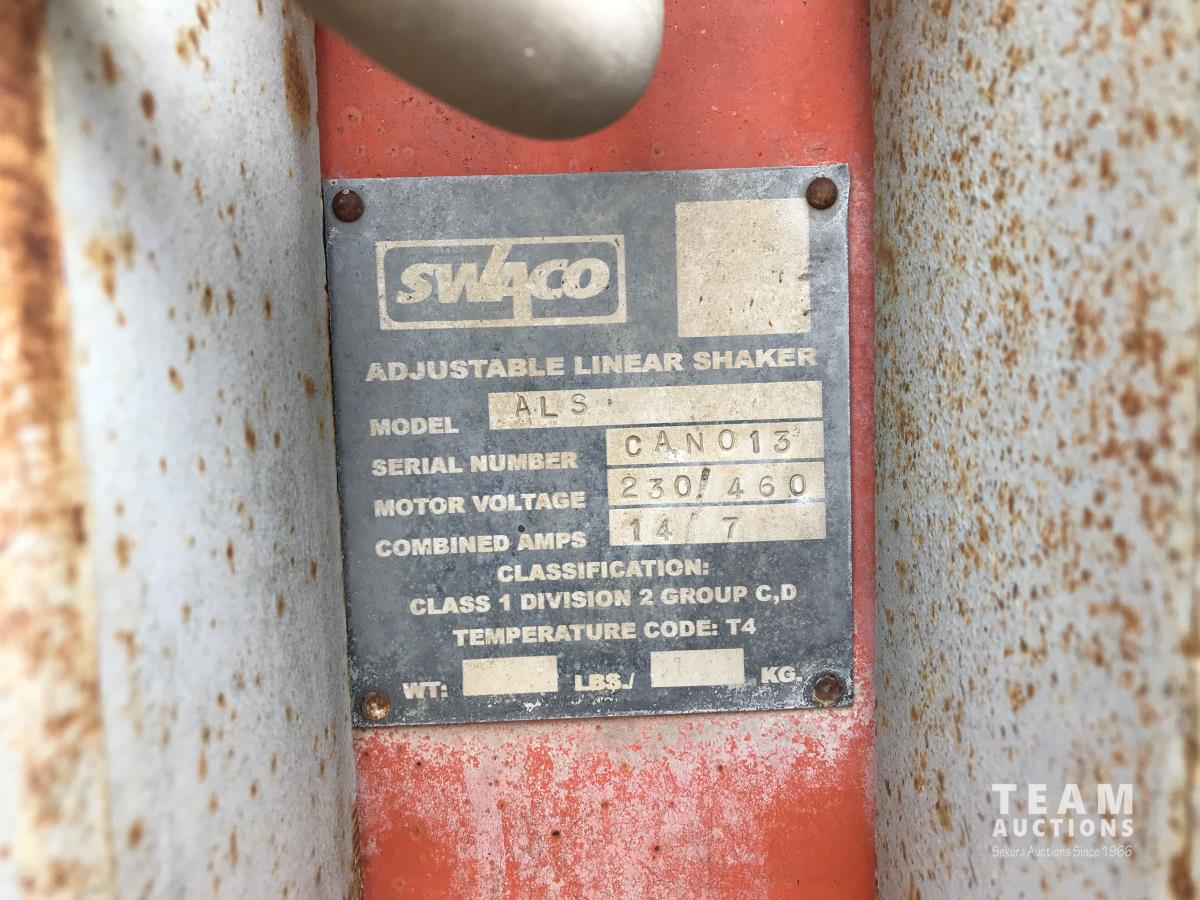 SWACO
ADJUSTABLE LINEAR SHAKER
MODEL ALS
SERIAL NUMBER CAN013
MOTOR VOLTAGE 230/460
COMBINED AMPS 14/7
CLASSIFICATION:
CLASS 1 DIVISION 2 GROUP C,D
TEMPERATURE CODE: T4
WT: LBS./ KG.
TEAM
AUCTIONS
Sekura Auctions Since 1966